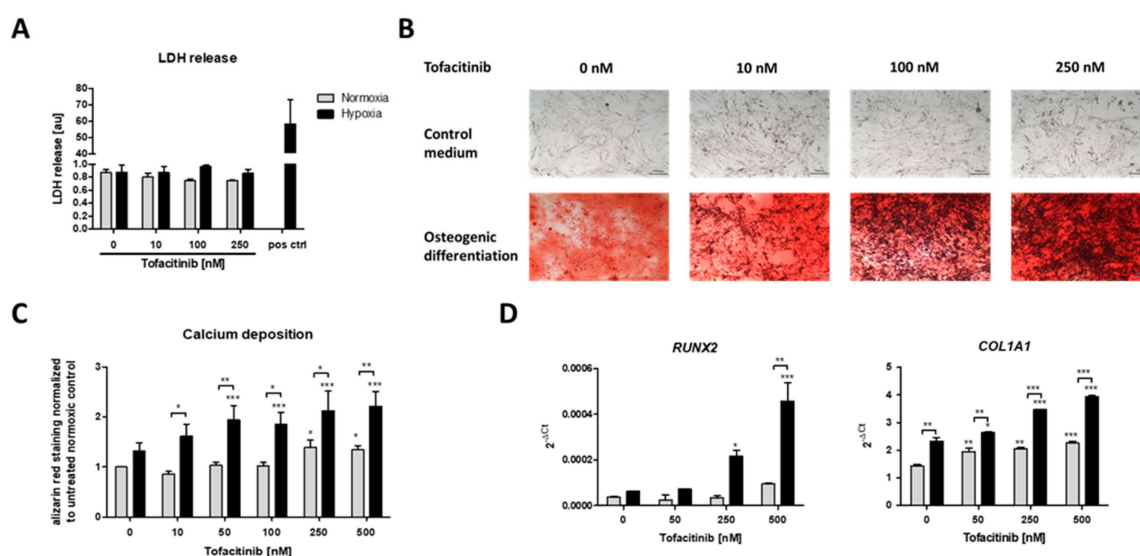 A
LDH release
LDH release [au]
80
70
60
50
40
30
1.0
0.8
0.6
0.4
0.2
0.0
0 10 100 250 pos ctrl
Tofacitinib [nM]
Normoxia
Hypoxia
B
Tofacitinib 0 nM 10 nM 100 nM 250 nM
Control
medium
Osteogenic
differentiation
C
Calcium deposition
alizarin red staining normalized
to untreated normoxic control
3
2
1
0
* ** *** * *** * * *** * ** ***
0 10 50 100 250 500
Tofacitinib [nM]
D
RUNX2
2-ΔCt
0.0006
0.0004
0.0002
0.0000
* ** ***
0 50 250 500
Tofacitinib [nM]
COL1A1
2-ΔCt
5
4
3
2
1
0
** ** ** * ** *** *** *** *** ***
0 50 250 500
Tofacitinib [nM]